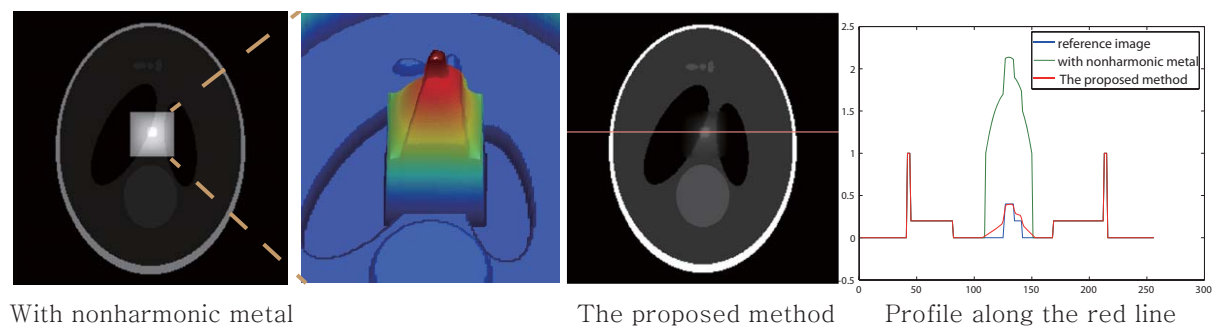 reference image
with nonharmonic metal
The proposed method
2.5
2
1.5
1
0.5
0
-0.5
0
50
100
150
200
250
300
With nonharmonic metal
The proposed method
Profile along the red line